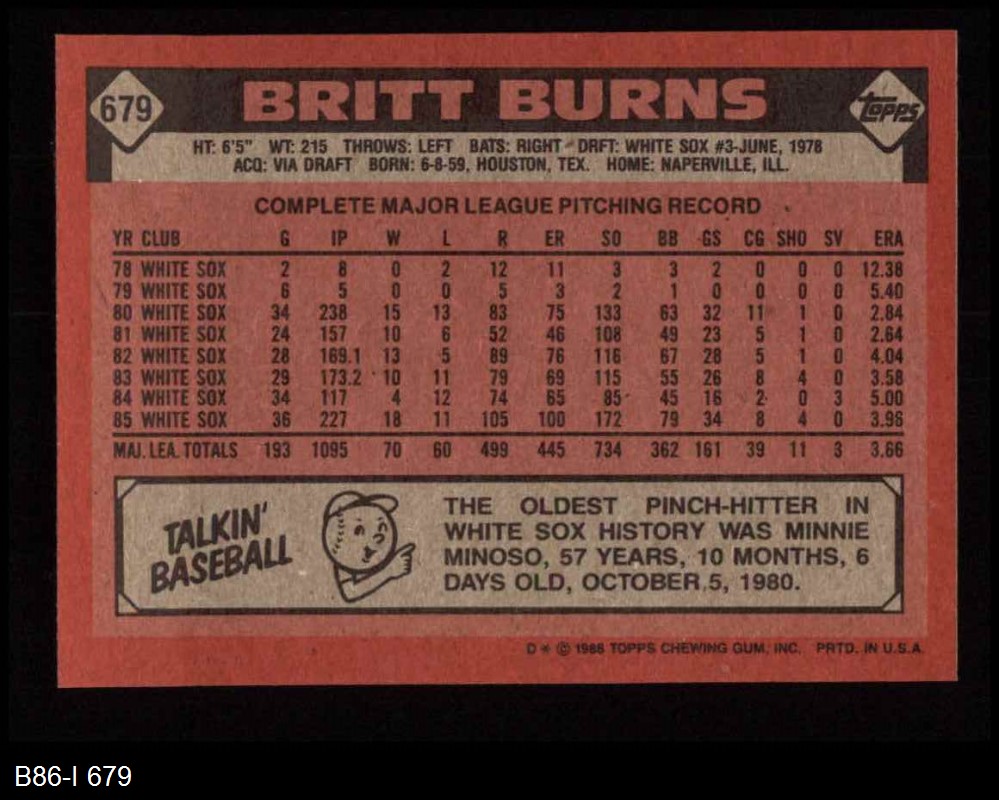 679
BRITT BURNS
TOPPS
HT: 6'5" WT: 215 THROWS: LEFT BATS: RIGHT DRFT: WHITE SOX #3-JUNE, 1978
ACQ: VIA DRAFT BORN: 6-8-59, HOUSTON, TEX. HOME: NAPERVILLE, ILL.
COMPLETE MAJOR LEAGUE PITCHING RECORD
YR CLUB G IP W L R ER SO BB GS CG SHO SV ERA
78 WHITE SOX 2 8 0 2 12 11 3 3 2 0 0 0 12.38
79 WHITE SOX 6 5 0 0 5 3 2 1 0 0 0 0 5.40
80 WHITE SOX 34 238 15 13 83 75 133 63 32 11 1 0 2.84
81 WHITE SOX 24 157 10 6 52 46 108 49 23 5 1 0 2.64
82 WHITE SOX 28 169.1 13 5 89 76 116 67 28 5 1 0 4.04
83 WHITE SOX 29 173.2 10 11 79 69 115 55 26 8 4 0 3.58
84 WHITE SOX 34 117 4 12 74 65 85 45 16 2 0 3 5.00
85 WHITE SOX 36 227 18 11 105 100 172 79 34 8 4 0 3.96
MAJ. LEA. TOTALS 193 1095 70 60 499 445 734 362 161 39 11 3 3.66
TALKIN'
BASEBALL
THE OLDEST PINCH-HITTER IN
WHITE SOX HISTORY WAS MINNIE
MINOSO, 57 YEARS, 10 MONTHS, 6
DAYS OLD, OCTOBER 5, 1980.
D * © 1986 TOPPS CHEWING GUM, INC. PRTD. IN U.S.A.
B86-I 679